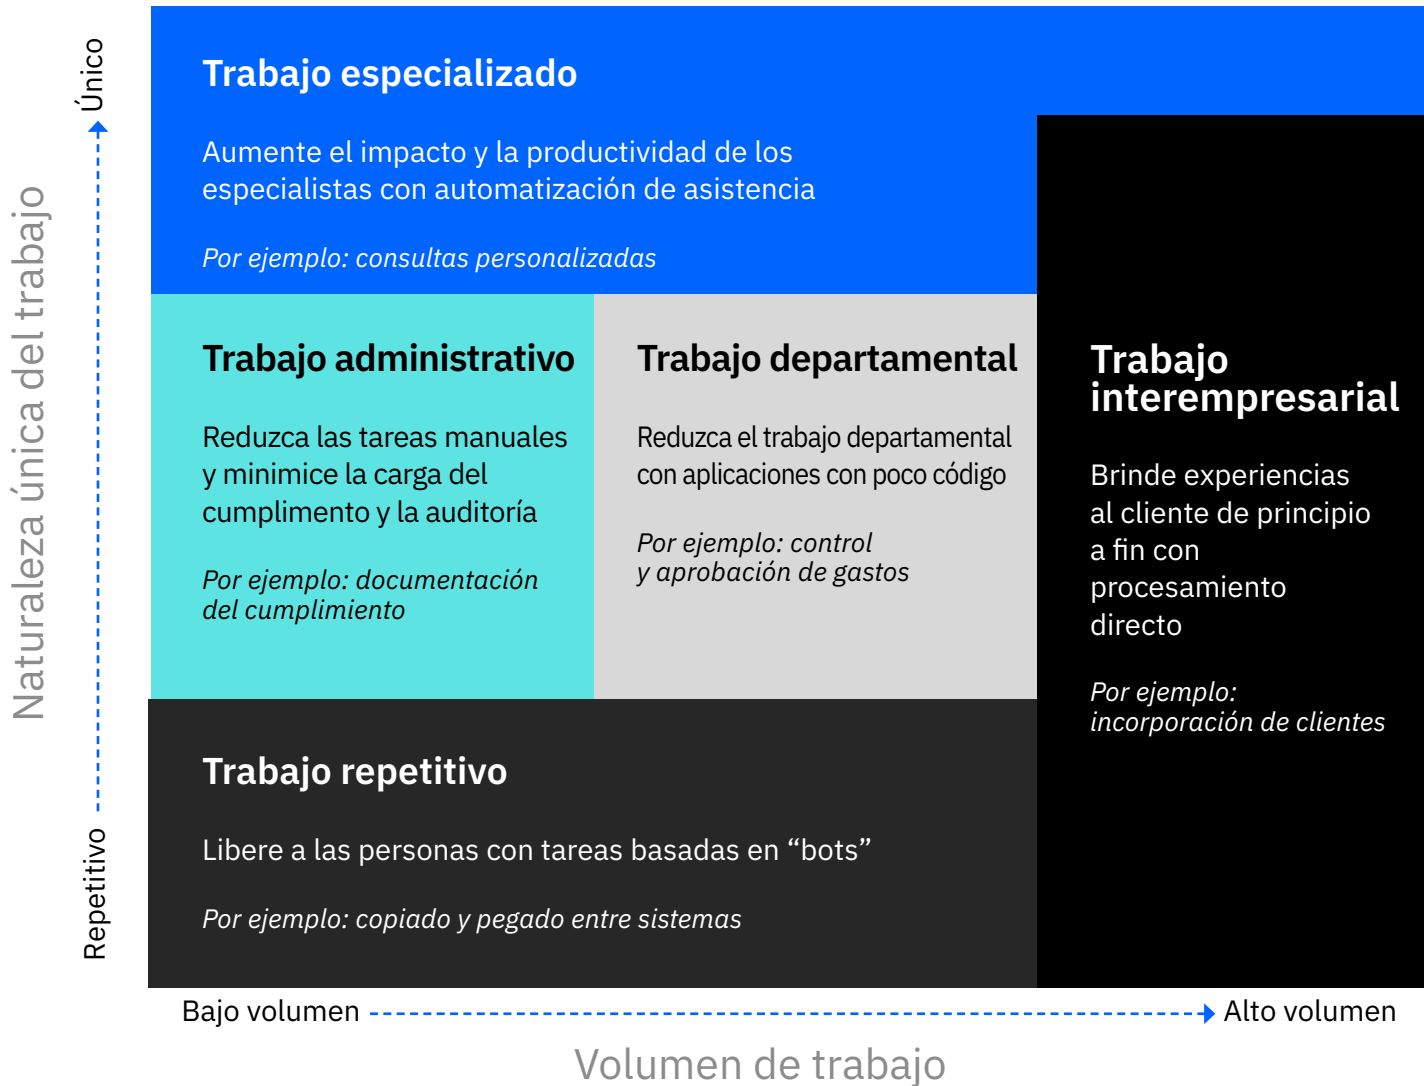 Naturaleza única del trabajo
Único
Repetitivo
Trabajo especializado
Aumente el impacto y la productividad de los
especialistas con automatización de asistencia
Por ejemplo: consultas personalizadas
Trabajo administrativo
Reduzca las tareas manuales
y minimice la carga del
cumplimento y la auditoría
Por ejemplo: documentación
del cumplimiento
Trabajo departamental
Reduzca el trabajo departamental
con aplicaciones con poco código
Por ejemplo: control
y aprobación de gastos
Trabajo
interempresarial
Brinde experiencias
al cliente de principio
a fin con
procesamiento
directo
Por ejemplo:
incorporación de clientes
Trabajo repetitivo
Libere a las personas con tareas basadas en “bots”
Por ejemplo: copiado y pegado entre sistemas
Bajo volumen
Alto volumen
Volumen de trabajo